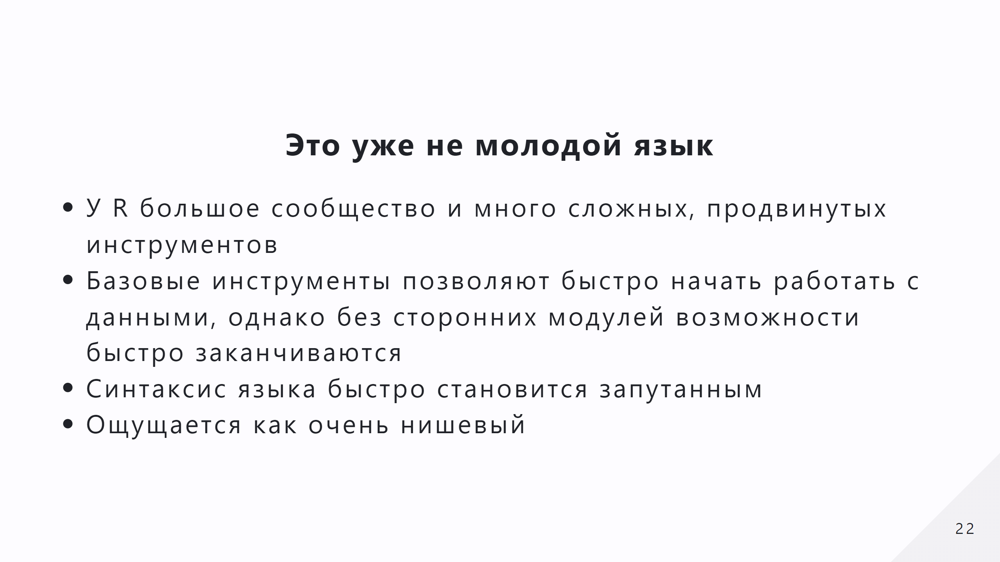 Это уже не молодой язык
• У R большое сообщество и много сложных, продвинутых
инструментов
• Базовые инструменты позволяют быстро начать работать с
данными, однако без сторонних модулей возможности
быстро заканчиваются
• Синтаксис языка быстро становится запутанным
• Ощущается как очень нишевый
22